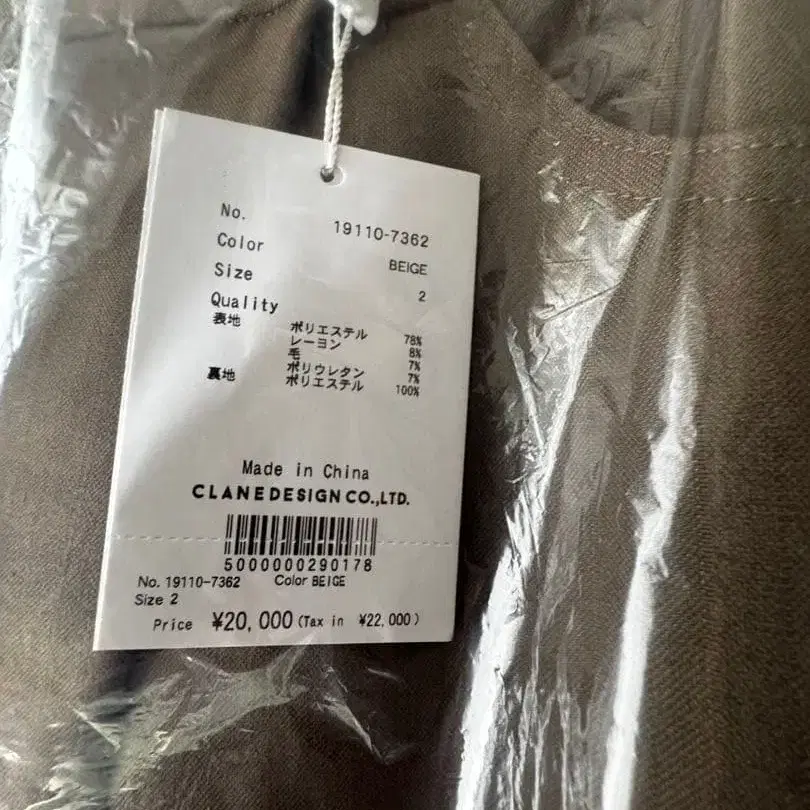 No. 19110-7362
Color BEIGE
Size 2
Quality
表地 ポリエステル 78%
レーヨン 8%
毛 7%
ポリウレタン 7%
裏地 ポリエステル 100%
Made in China
CLANEDESIGN CO.,LTD.
5000000290178
No. 19110-7362 Color BEIGE
Size 2
Price ¥20,000 (Tax in ¥22,000)